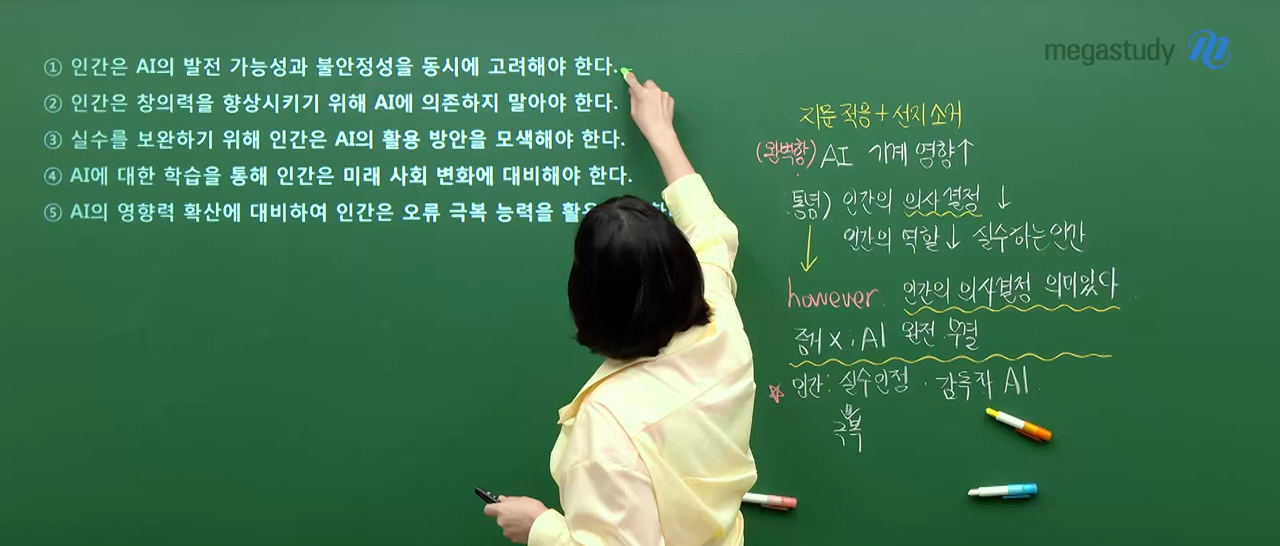 megastudy
① 인간은 AI의 발전 가능성과 불안정성을 동시에 고려해야 한다.
② 인간은 창의력을 향상시키기 위해 AI에 의존하지 말아야 한다.
③ 실수를 보완하기 위해 인간은 AI의 활용 방안을 모색해야 한다.
④ AI에 대한 학습을 통해 인간은 미래 사회 변화에 대비해야 한다.
⑤ AI의 영향력 확산에 대비하여 인간은 오류 극복 능력을
지문 적용 + 선지 소거
(완벽함) AI 기계 영향↑
통념) 인간의 의사결정 ↓
인간의 역할↓ 실수하는 인간
however. 인간의 의사결정 의미있다
증거 X ; AI 완전 무결
☆ 인간 : 실수인정 · 감독자 AI.
극복